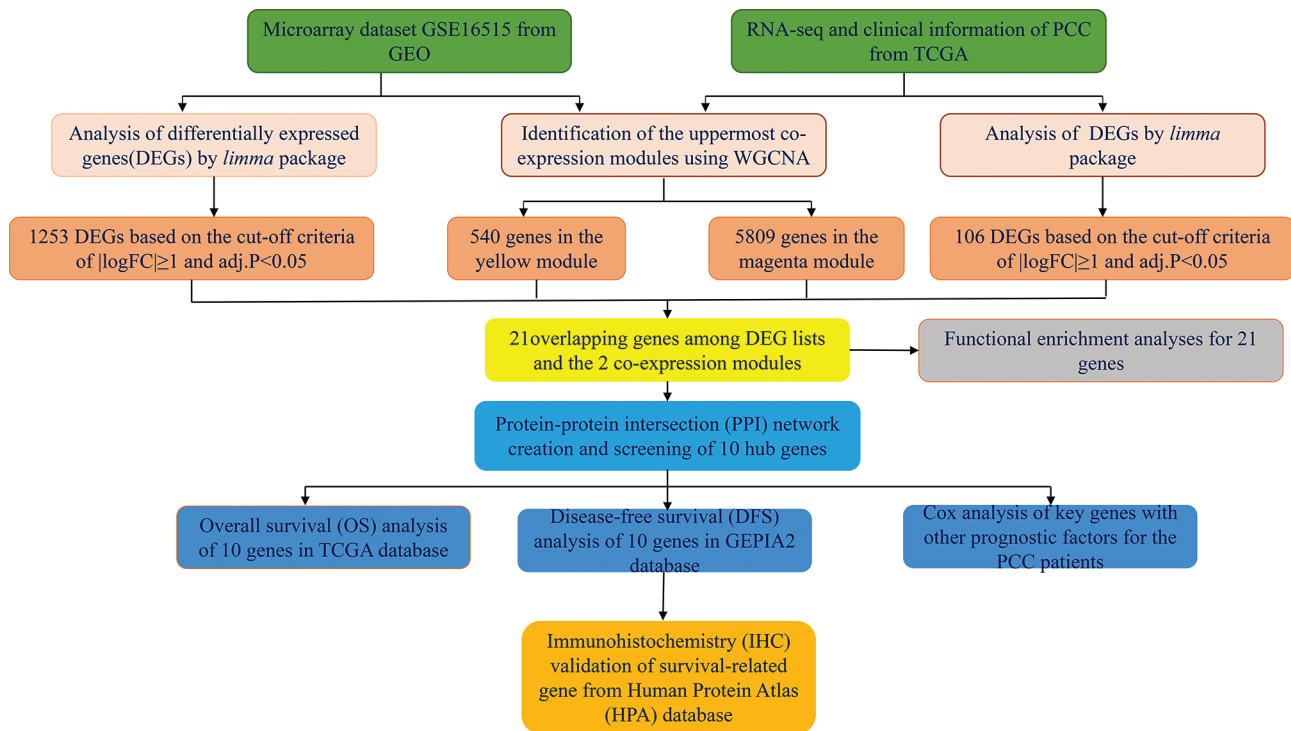 Microarray dataset GSE16515 from
GEO
RNA-seq and clinical information of PCC
from TCGA
Analysis of differentially expressed
genes(DEGs) by limma package
Identification of the uppermost co-
expression modules using WGCNA
Analysis of DEGs by limma
package
1253 DEGs based on the cut-off criteria
of |logFC|≥1 and adj.P<0.05
540 genes in the
yellow module
5809 genes in the
magenta module
106 DEGs based on the cut-off criteria
of |logFC|≥1 and adj.P<0.05
21overlapping genes among DEG lists
and the 2 co-expression modules
Functional enrichment analyses for 21
genes
Protein-protein intersection (PPI) network
creation and screening of 10 hub genes
Overall survival (OS) analysis
of 10 genes in TCGA database
Disease-free survival (DFS)
analysis of 10 genes in GEPIA2
database
Cox analysis of key genes with
other prognostic factors for the
PCC patients
Immunohistochemistry (IHC)
validation of survival-related
gene from Human Protein Atlas
(HPA) database